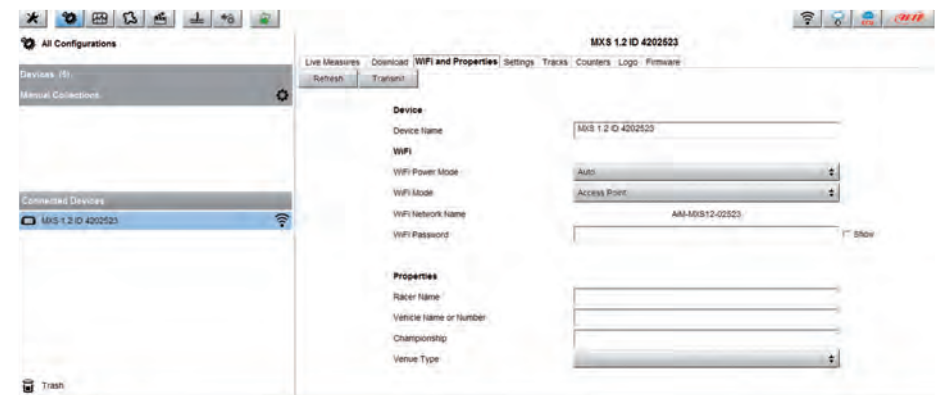 All Configurations
MXS 1.2 ID 4202523
Live Measures Download WiFi and Properties Settings Tracks Counters Logo Firmware
Devices (5)
Refresh Transmit
Manual Collections
Device
Device Name MXS 1.2 ID 4202523
WiFi
WiFi Power Mode Auto
WiFi Mode Access Point
Connected Devices
MXS 1.2 ID 4202523
WiFi Network Name AiM-MXS12-02523
WiFi Password Show
Properties
Racer Name
Vehicle Name or Number
Championship
Venue Type
Trash